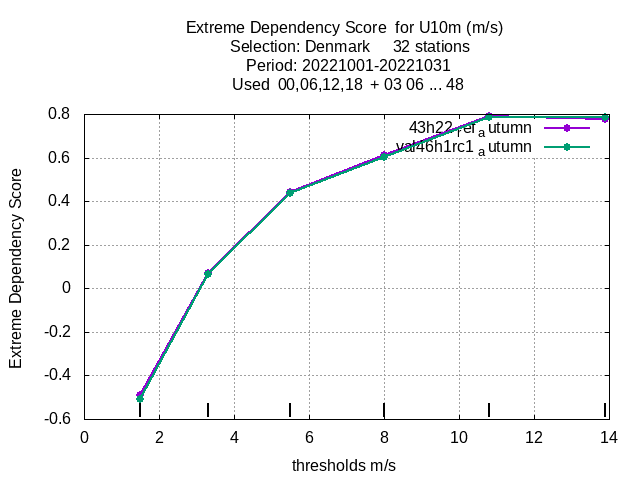 Extreme Dependency Score  for U10m (m/s)
Selection: Denmark     32 stations
Period: 20221001-20221031
Used  00,06,12,18  + 03 06 ... 48
43h22_ref_autumn
val46h1rc1_autumn
0.8
0.6
0.4
0.2
0
-0.2
-0.4
-0.6
Extreme Dependency Score
0 2 4 6 8 10 12 14
thresholds m/s